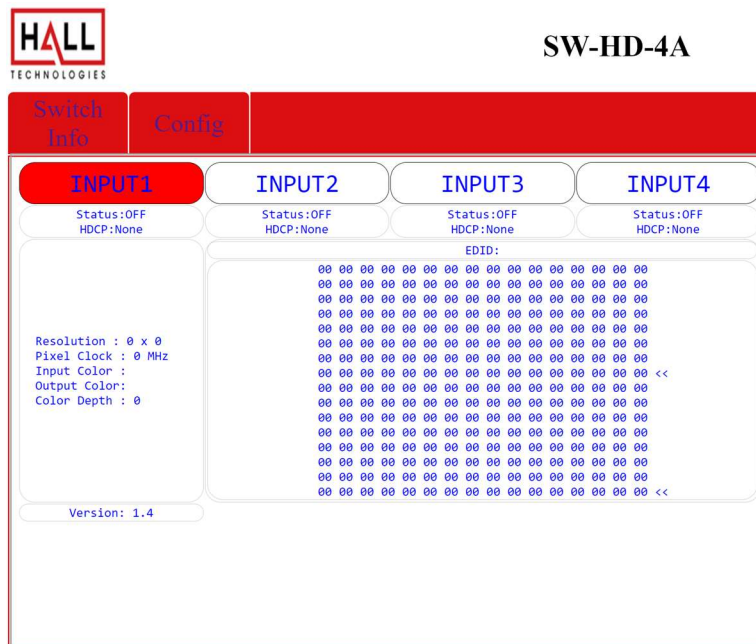 HALL
TECHNOLOGIES
SW-HD-4A
Switch
Info
Config
INPUT1
INPUT2
INPUT3
INPUT4
Status:OFF
HDCP:None
Status:OFF
HDCP:None
Status:OFF
HDCP:None
Status:OFF
HDCP:None
Resolution : 0 x 0
Pixel Clock : 0 MHz
Input Color :
Output Color:
Color Depth : 0
EDID:
00 00 00 00 00 00 00 00 00 00 00 00 00 00 00 00
00 00 00 00 00 00 00 00 00 00 00 00 00 00 00 00
00 00 00 00 00 00 00 00 00 00 00 00 00 00 00 00
00 00 00 00 00 00 00 00 00 00 00 00 00 00 00 00
00 00 00 00 00 00 00 00 00 00 00 00 00 00 00 00
00 00 00 00 00 00 00 00 00 00 00 00 00 00 00 00
00 00 00 00 00 00 00 00 00 00 00 00 00 00 00 00
00 00 00 00 00 00 00 00 00 00 00 00 00 00 00 00 <<
00 00 00 00 00 00 00 00 00 00 00 00 00 00 00 00
00 00 00 00 00 00 00 00 00 00 00 00 00 00 00 00
00 00 00 00 00 00 00 00 00 00 00 00 00 00 00 00
00 00 00 00 00 00 00 00 00 00 00 00 00 00 00 00
00 00 00 00 00 00 00 00 00 00 00 00 00 00 00 00
00 00 00 00 00 00 00 00 00 00 00 00 00 00 00 00
00 00 00 00 00 00 00 00 00 00 00 00 00 00 00 00
00 00 00 00 00 00 00 00 00 00 00 00 00 00 00 00 <<
Version: 1.4